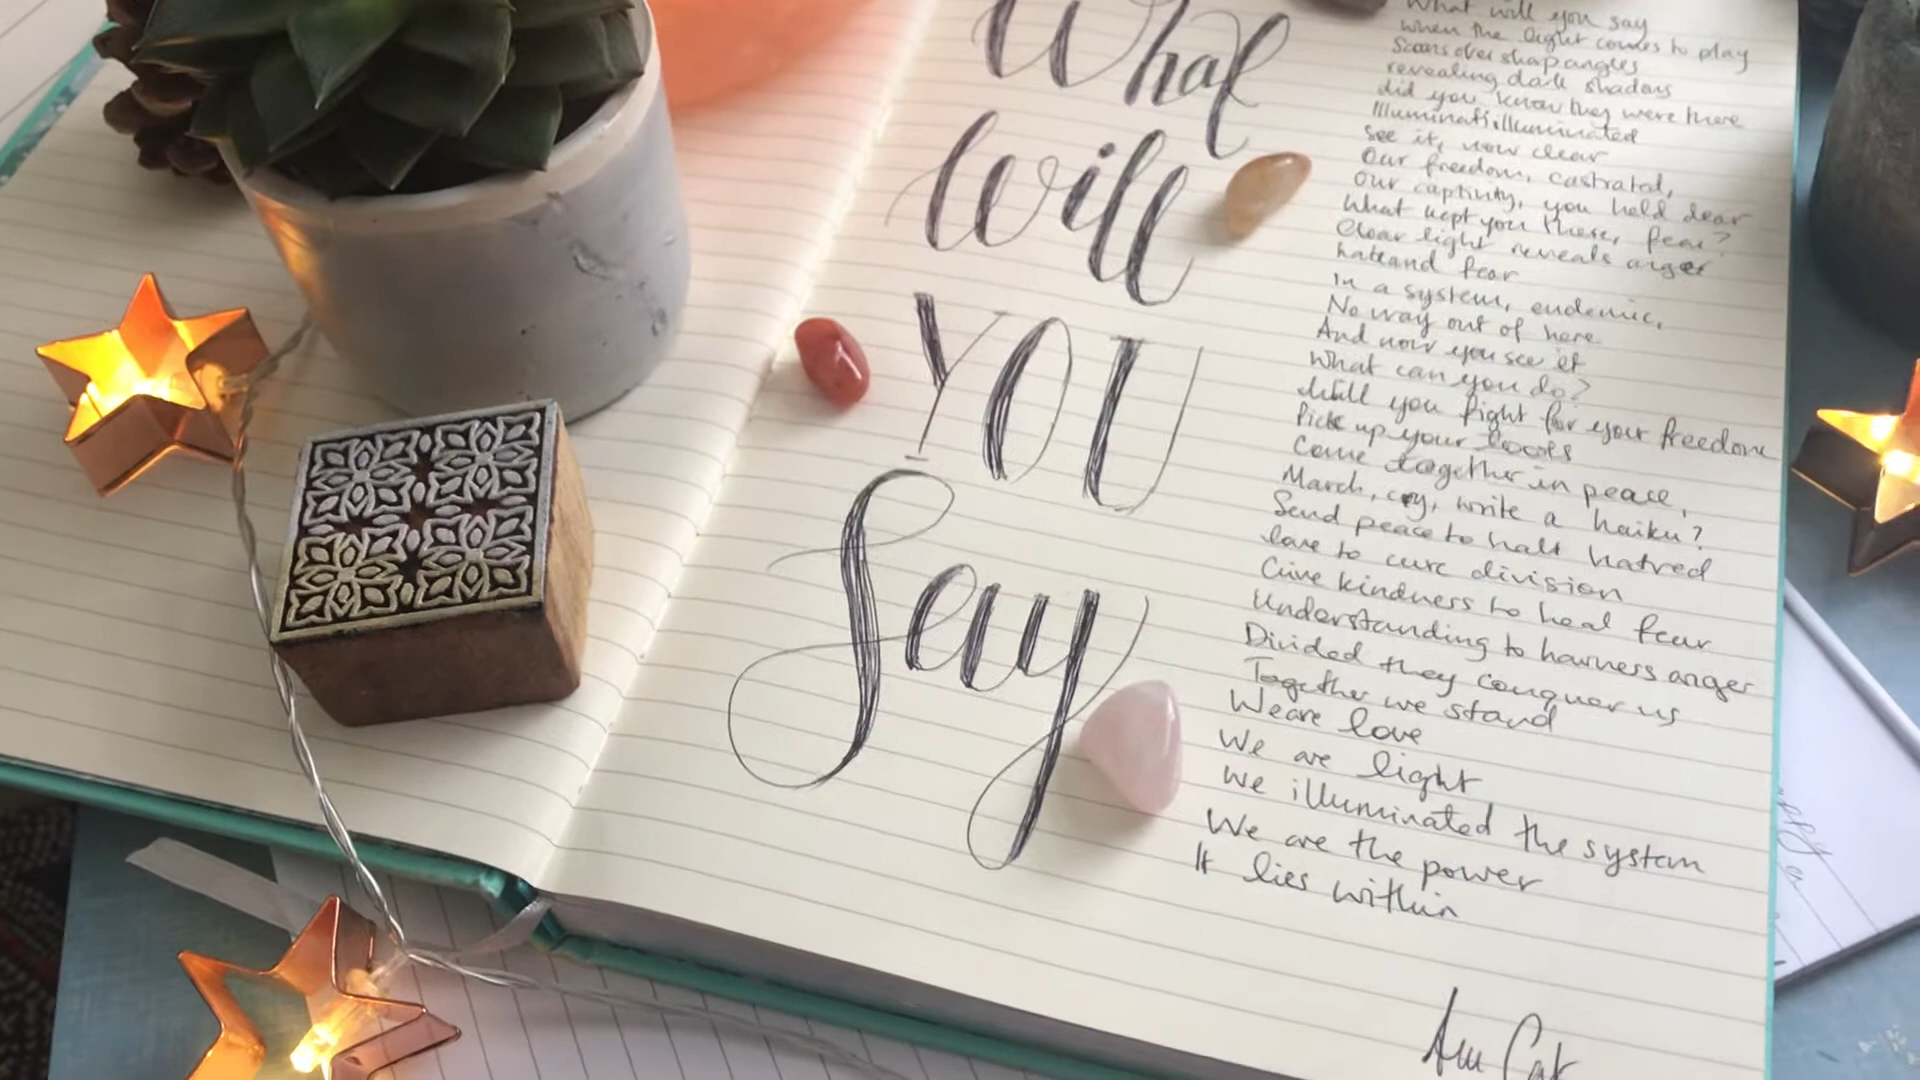 What
Will
YOU
Say
What will you say
when the light comes to play
Scans over sharp angles
revealing dark shadows
did you know they were there
Illuminati illuminated
see it, now clear
Our freedom, castrated,
Our captivity, you held dear
What kept you there, fear?
Clear light reveals anger
hate and fear
In a system, endemic,
No way out of here
And now you see it
What can you do?
Will you fight for your freedom
Pick up your
Come together in peace,
March, cry, write a haiku?
Send peace to halt hatred
love to cure division
Give kindness to heal fear
Understanding to harness anger
Divided they conquer us
Together we stand
We are love
We are light
We illuminated the system
We are the power
It lies within